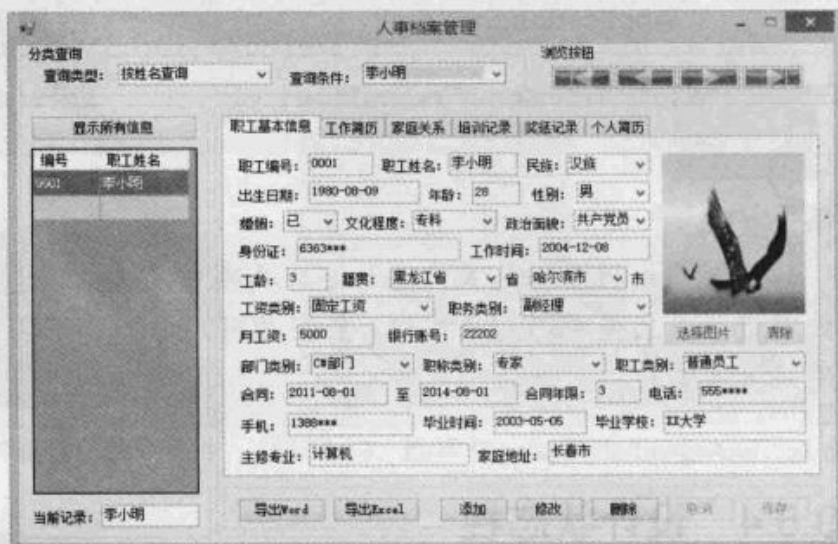 人事档案管理
分类查询
查询类型： 按姓名查询 查询条件： 李小明
浏览按钮
显示所有信息
编号 职工姓名
0001 李小明
职工基本信息 工作简历 家庭关系 培训记录 奖惩记录 个人简历
职工编号： 0001 职工姓名： 李小明 民族： 汉族
出生日期： 1980-08-09 年龄： 28 性别： 男
婚姻： 已 文化程度： 专科 政治面貌： 共产党员
身份证： 6363*** 工作时间： 2004-12-08
工龄： 3 籍贯： 黑龙江省 省 哈尔滨市 市
工资类别： 固定工资 职务类别： 副经理
月工资： 5000 银行账号： 22202
选择图片 清除
部门类别： C#部门 职称类别： 专家 职工类别： 普通员工
合同： 2011-08-01 至 2014-08-01 合同年限： 3 电话： 555****
手机： 1388*** 毕业时间： 2003-05-05 毕业学校： XX大学
主修专业： 计算机 家庭地址： 长春市
当前记录： 李小明
导出Word 导出Excel 添加 修改 删除 取消 保存